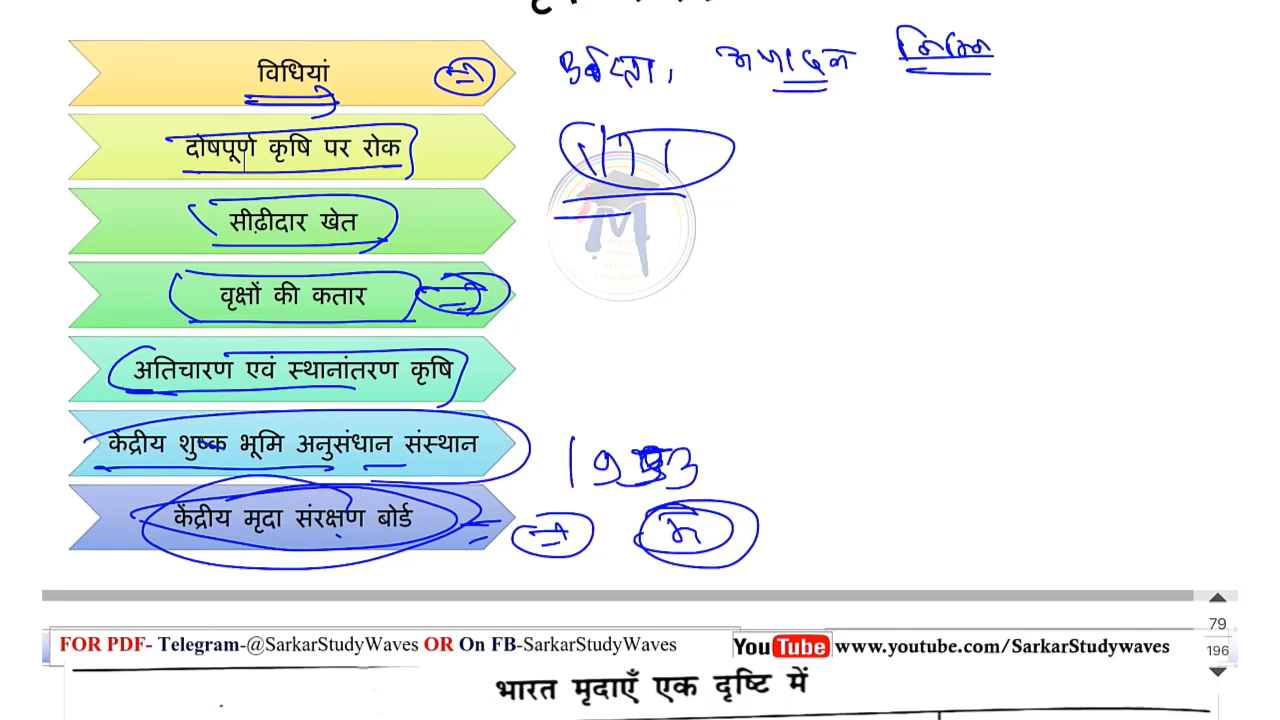 विधियां
दोषपूर्ण कृषि पर रोक
सीढ़ीदार खेत
वृक्षों की कतार
अतिचारण एवं स्थानांतरण कृषि
केंद्रीय शुष्क भूमि अनुसंधान संस्थान
केंद्रीय मृदा संरक्षण बोर्ड
79
196
FOR PDF- Telegram-@SarkarStudyWaves OR On FB-SarkarStudyWaves
YouTube www.youtube.com/SarkarStudywaves
भारत मृदाएँ एक दृष्टि में